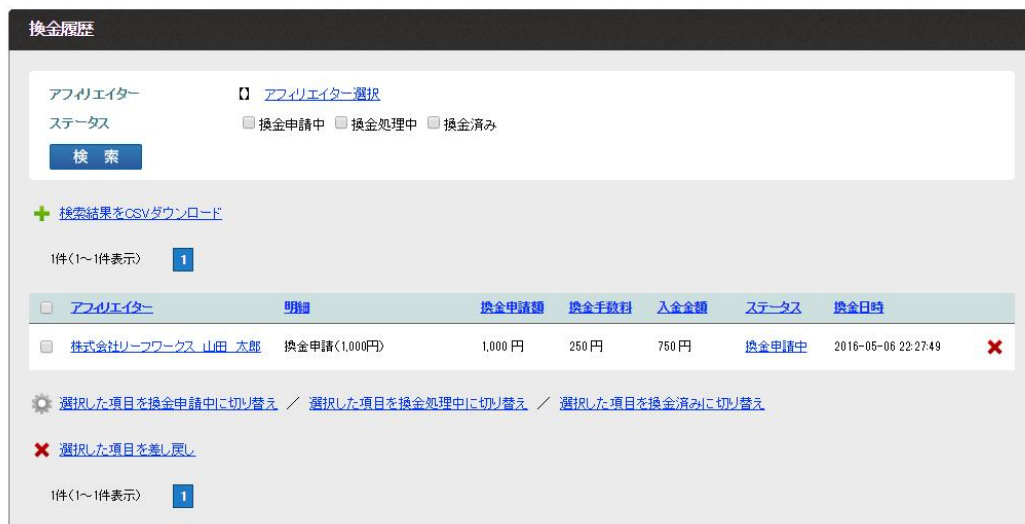 換金履歴
アフィリエイター 【】 アフィリエイター選択
ステータス 換金申請中 換金処理中 換金済み
検 索
検索結果をCSVダウンロード
1件(1～1件表示) 1
アフィリエイター 明細 換金申請額 換金手数料 入金金額 ステータス 換金日時
株式会社リーフワークス 山田 太郎 換金申請(1,000円) 1,000 円 250 円 750 円 換金申請中 2016-05-06 22:27:49
選択した項目を換金申請中に切り替え ／ 選択した項目を換金処理中に切り替え ／ 選択した項目を換金済みに切り替え
選択した項目を差し戻し
1件(1～1件表示) 1